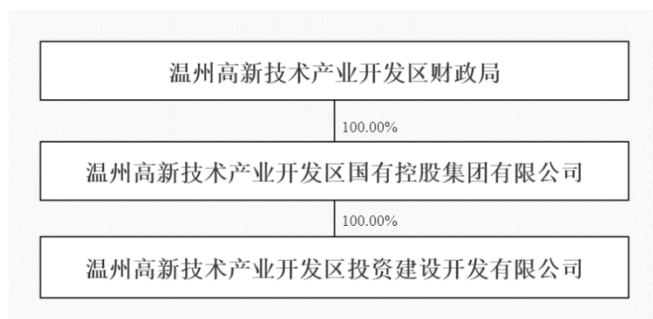 温州高新技术产业开发区财政局
100.00%
温州高新技术产业开发区国有控股集团有限公司
100.00%
温州高新技术产业开发区投资建设开发有限公司